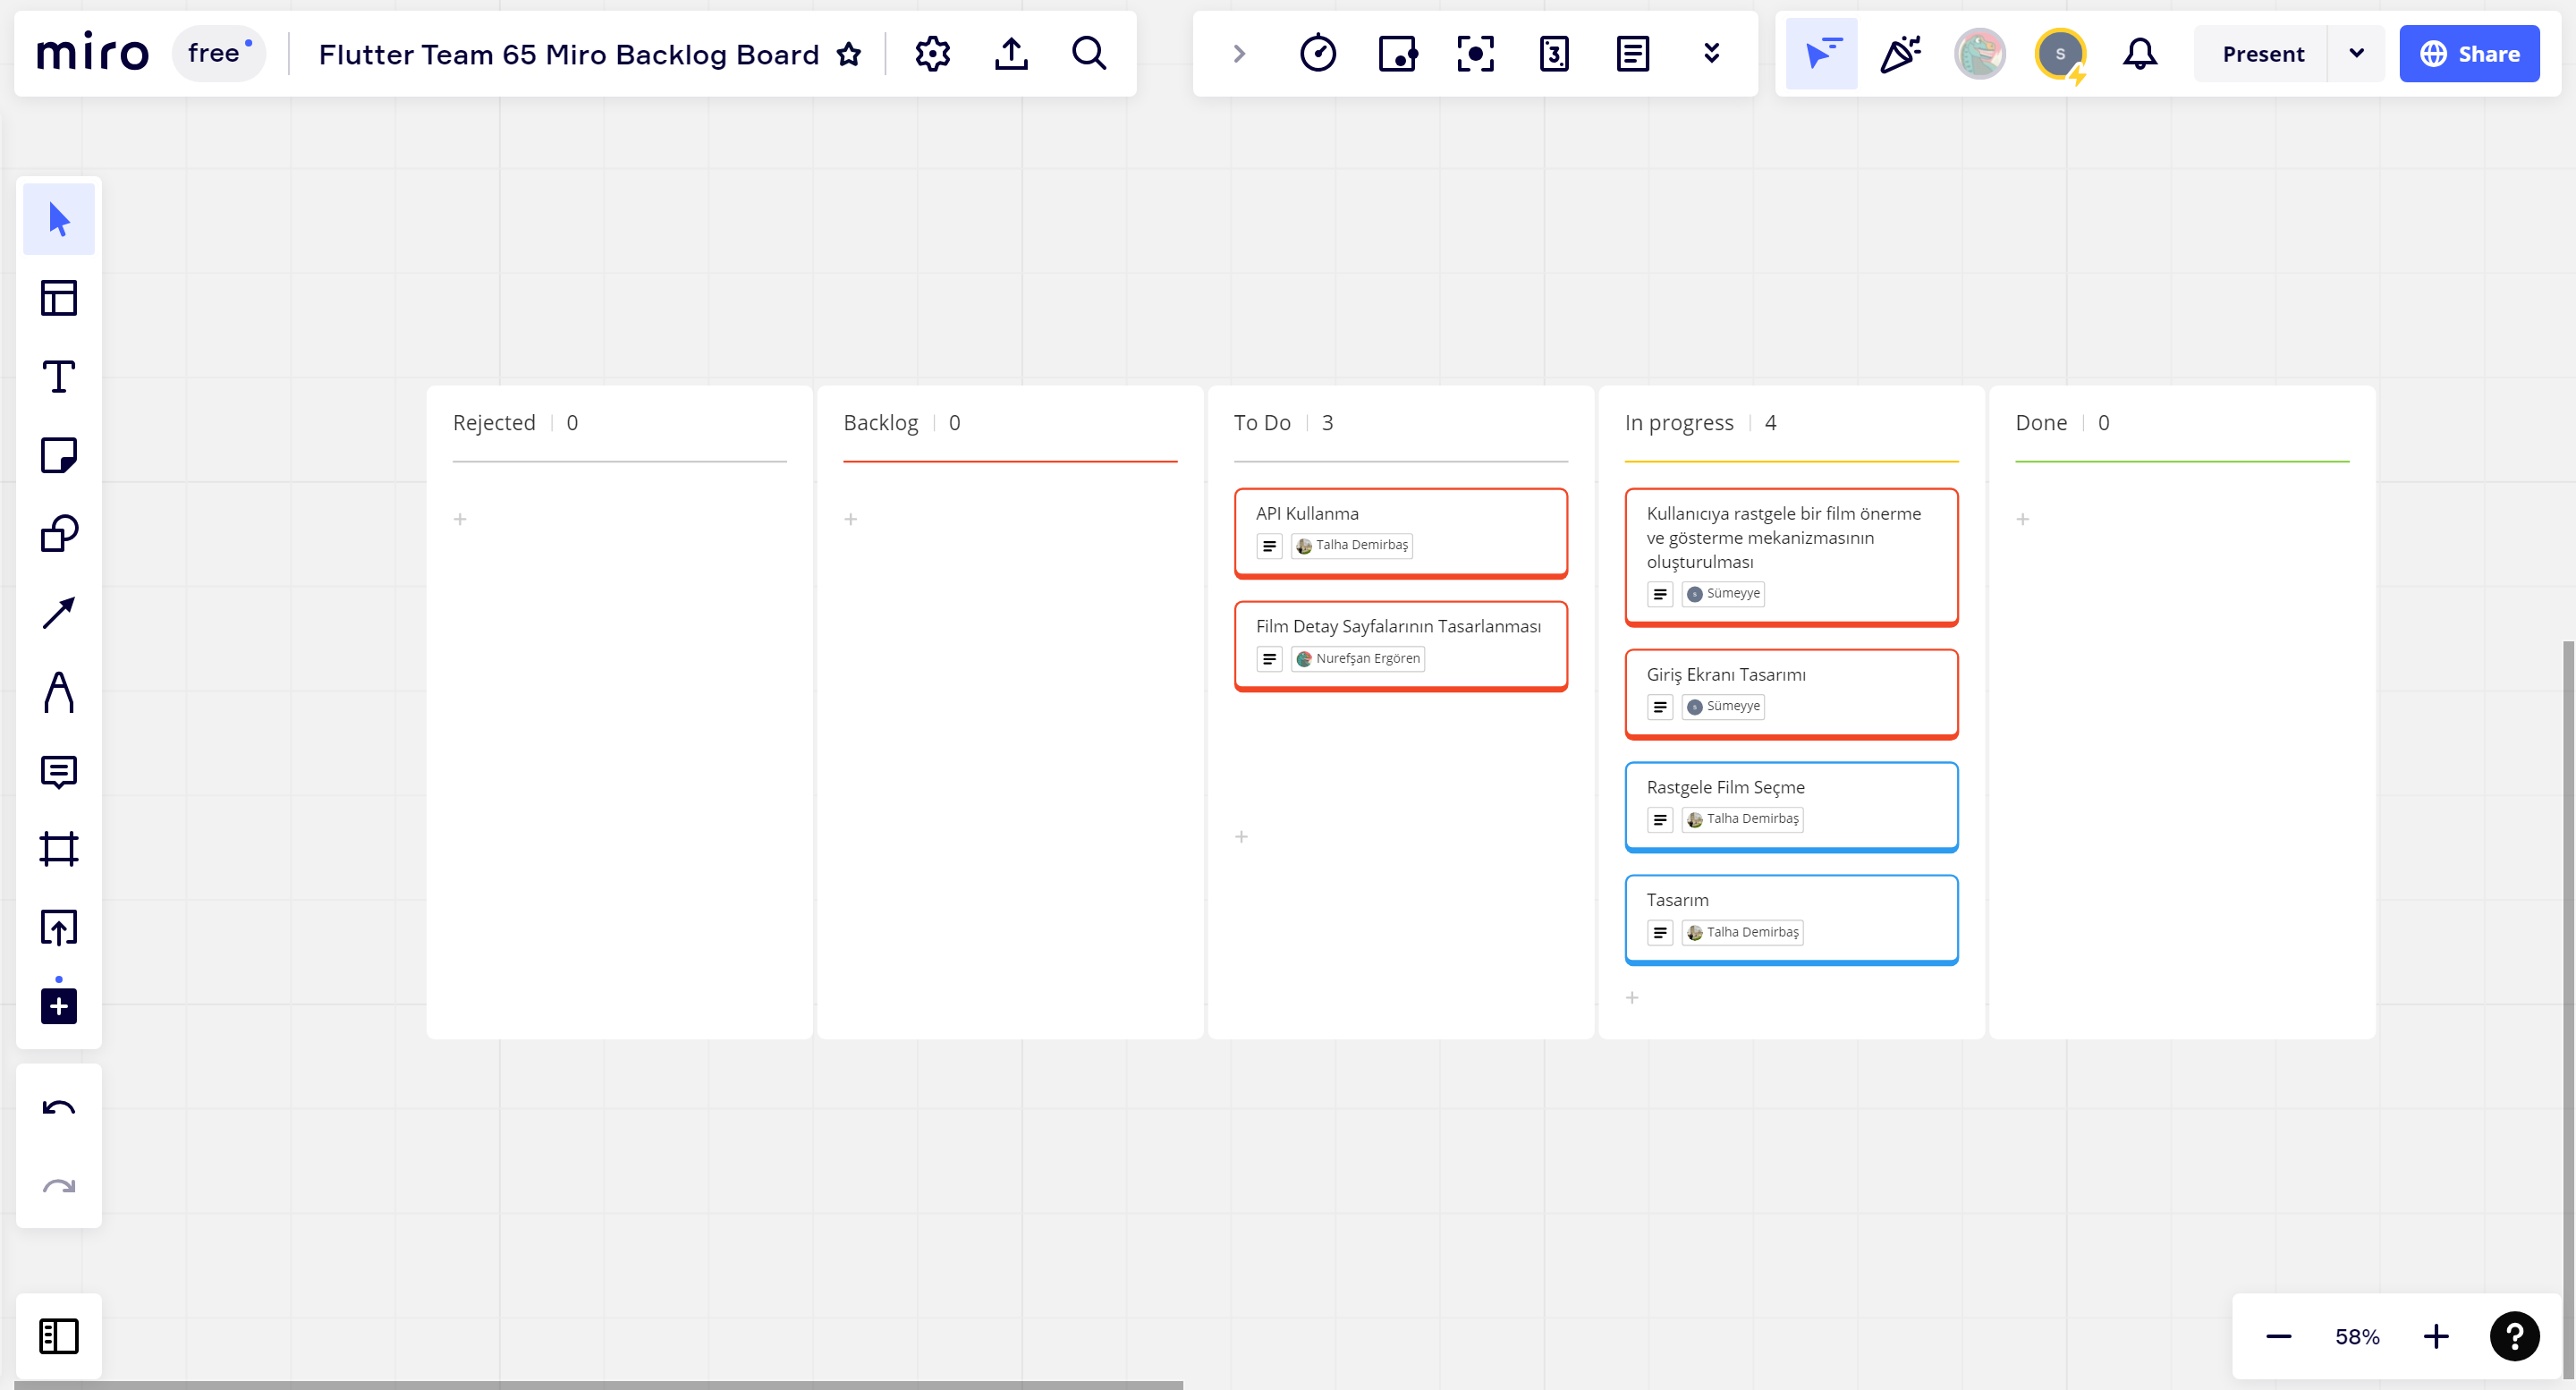 miro free Flutter Team 65 Miro Backlog Board
3 S Present Share
Rejected 0
Backlog 0
To Do 3
API Kullanma
Talha Demirbaş
Film Detay Sayfalarının Tasarlanması
Nurefşan Ergören
In progress 4
Kullanıcıya rastgele bir film önerme
ve gösterme mekanizmasının
oluşturulması
Sümeyye
Giriş Ekranı Tasarımı
Sümeyye
Rastgele Film Seçme
Talha Demirbaş
Tasarım
Talha Demirbaş
Done 0
58% ?